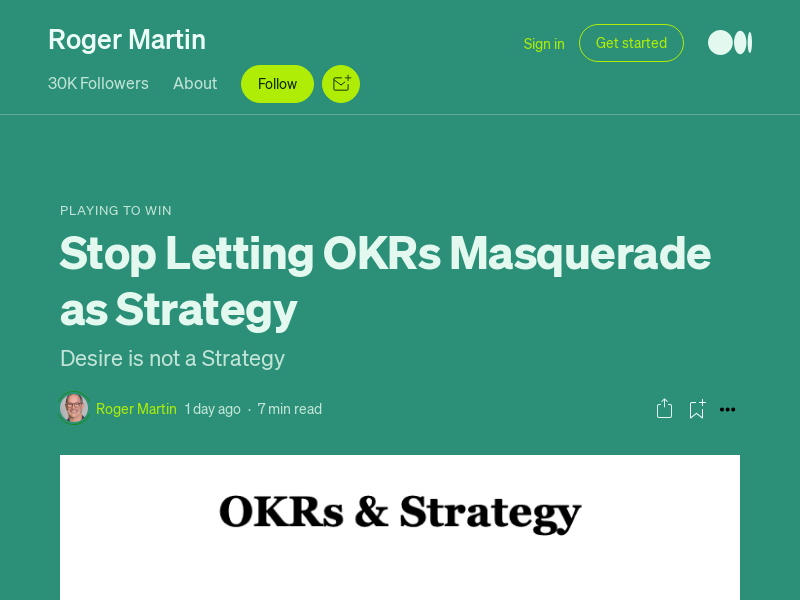 Roger Martin
Sign in
Get started
30K Followers
About
Follow
PLAYING TO WIN
Stop Letting OKRs Masquerade
as Strategy
Desire is not a Strategy
Roger Martin 1 day ago · 7 min read
OKRs & Strategy